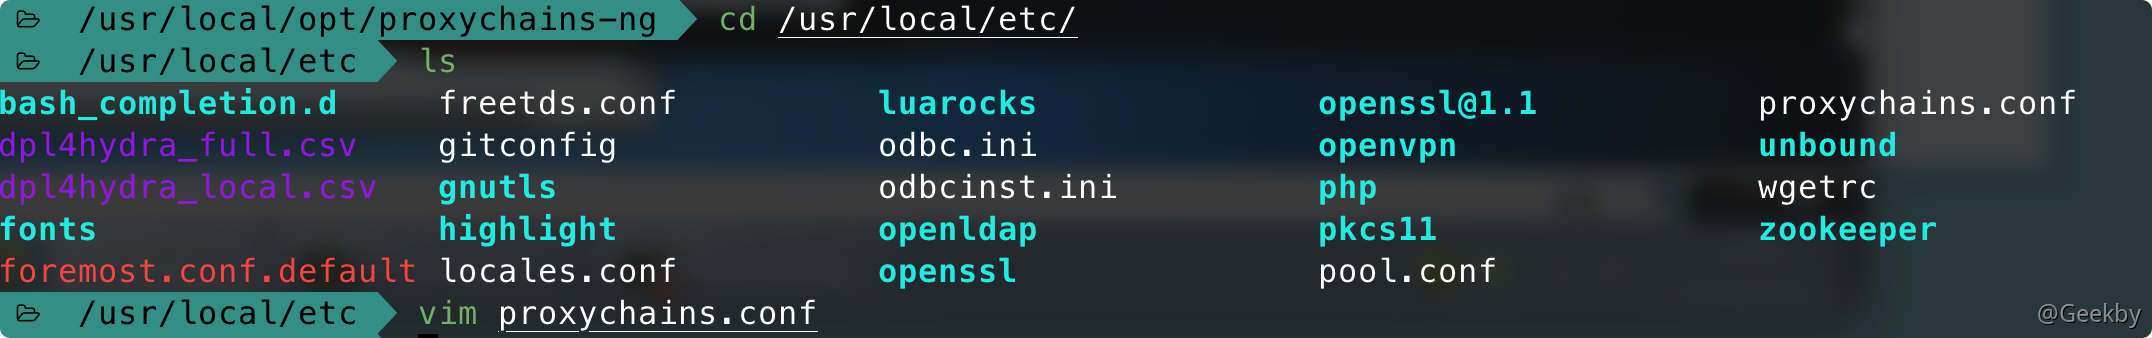 /usr/local/opt/proxychains-ng cd /usr/local/etc/
/usr/local/etc ls
bash_completion.d freetds.conf luarocks openssl@1.1 proxychains.conf
dpl4hydra_full.csv gitconfig odbc.ini openvpn unbound
dpl4hydra_local.csv gnutls odbcinst.ini php wgetrc
fonts highlight openldap pkcs11 zookeeper
foremost.conf.default locales.conf openssl pool.conf
/usr/local/etc vim proxychains.conf
@Geekby